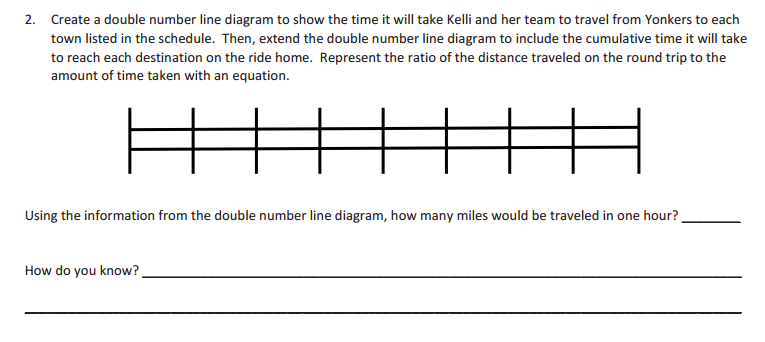 2. Create a double number line diagram to show the time it will take Kelli and her team to travel from Yonkers to each
town listed in the schedule. Then, extend the double number line diagram to include the cumulative time it will take
to reach each destination on the ride home. Represent the ratio of the distance traveled on the round trip to the
amount of time taken with an equation.
Using the information from the double number line diagram, how many miles would be traveled in one hour?
How do you know?